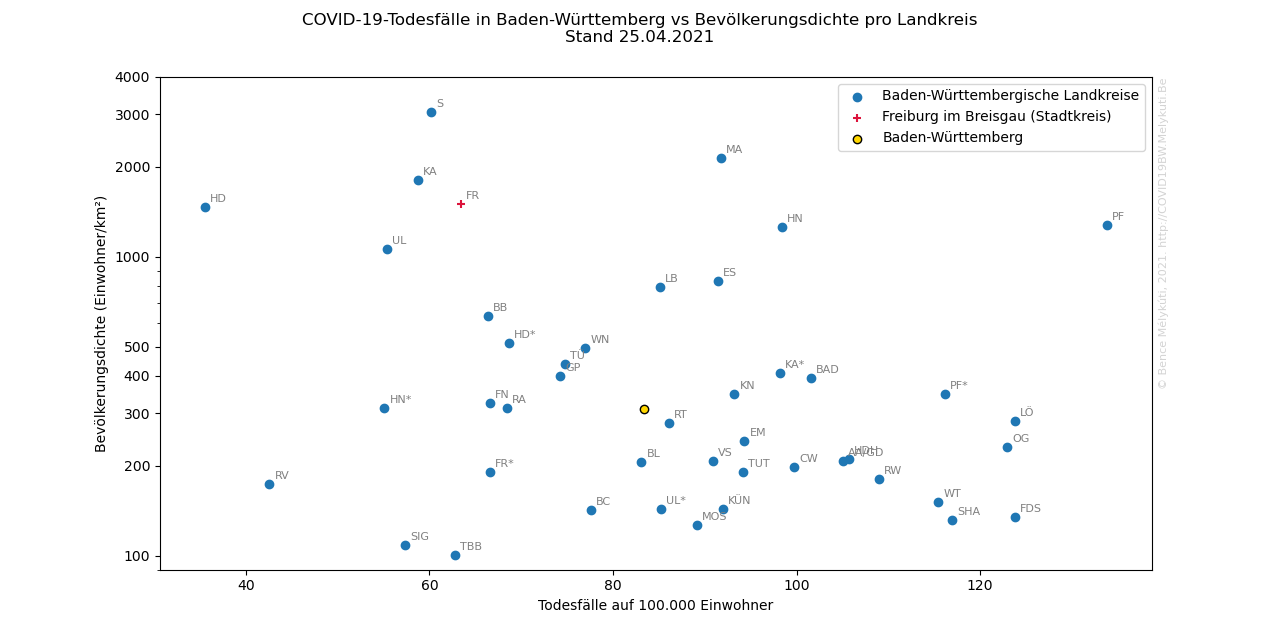 COVID-19-Todesfälle in Baden-Württemberg vs Bevölkerungsdichte pro Landkreis
Stand 25.04.2021
Baden-Württembergische Landkreise
Freiburg im Breisgau (Stadtkreis)
Baden-Württemberg
Bevölkerungsdichte (Einwohner/km²)
4000
3000
2000
1000
500
400
300
200
100
S
MA
KA
HD
FR
PF
HN
UL
ES
LB
BB
HD*
WN
TÜ
GP
KA*
BAD
KN
PF*
HN*
FN
RA
RT
LÖ
EM
OG
BL
VS
HDH
AA/GD
CW
TUT
FR*
RV
RW
BC
UL*
KÜN
WT
MOS
SHA
FDS
SIG
TBB
40
60
80
100
120
Todesfälle auf 100.000 Einwohner
© Bence Mélykúti, 2021. http://COVID19BW.Melykuti.Be